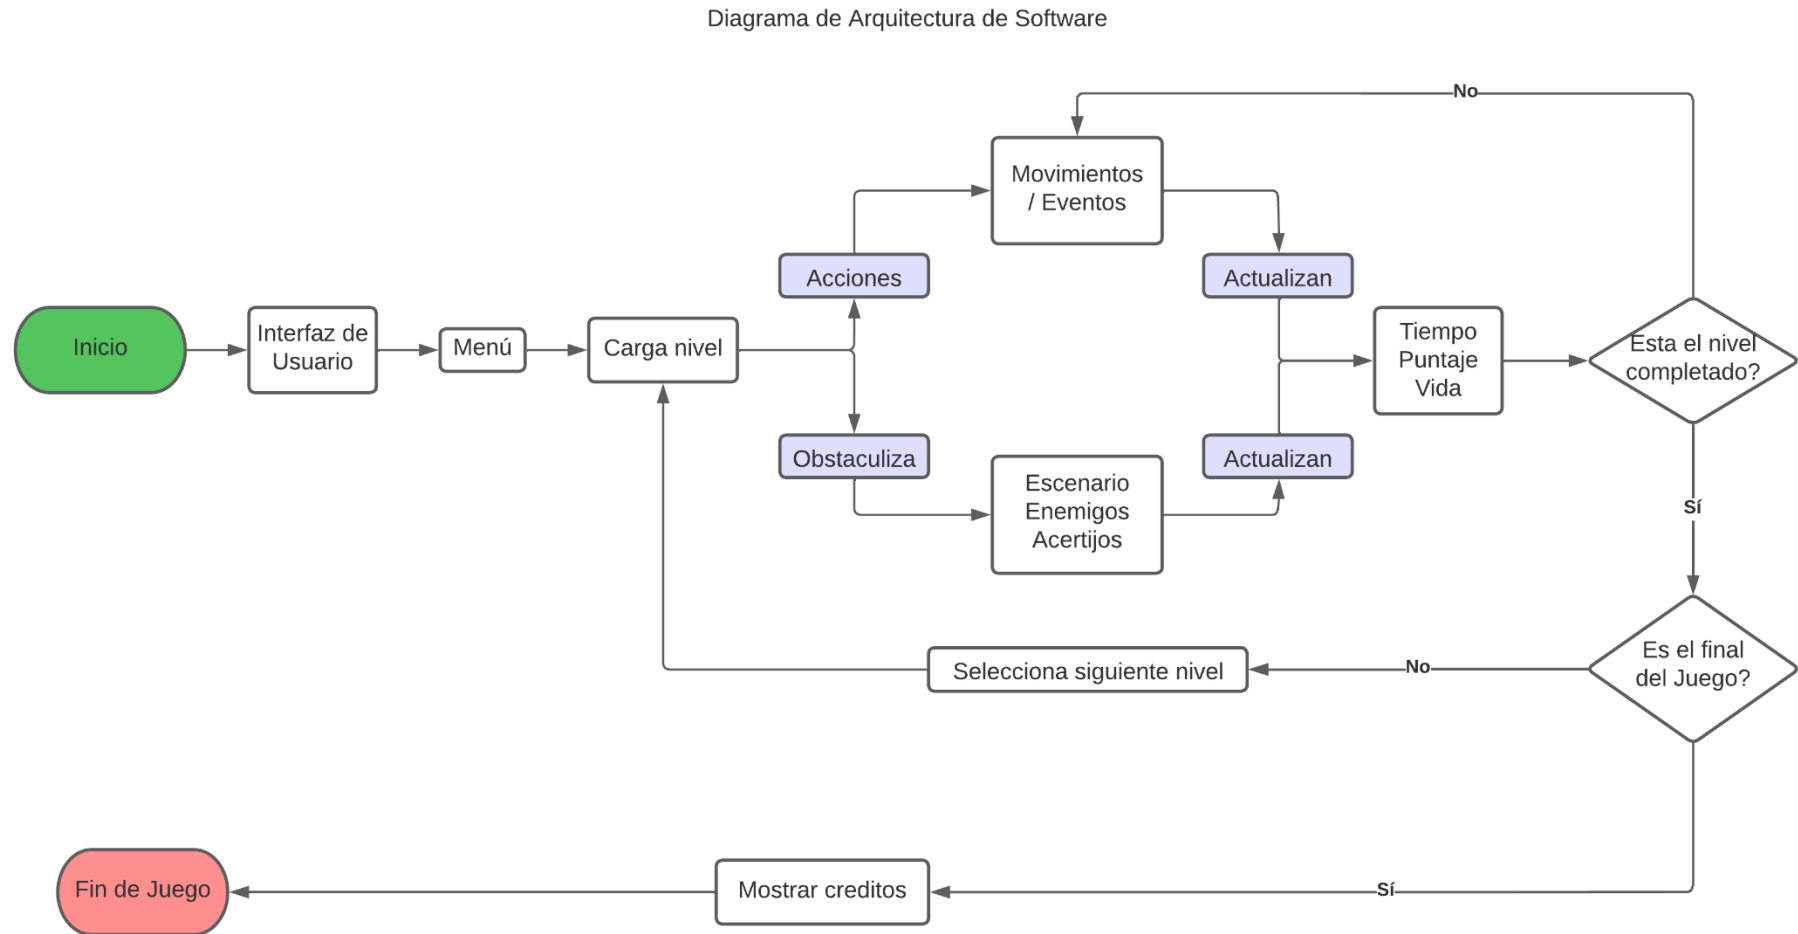 Diagrama de Arquitectura de Software
No
Movimientos
/ Eventos
Acciones
Actualizan
Inicio
Interfaz de
Usuario
Menú
Carga nivel
Tiempo
Puntaje
Vida
Esta el nivel
completado?
Obstaculiza
Escenario
Enemigos
Acertijos
Actualizan
Sí
Selecciona siguiente nivel
No
Es el final
del Juego?
Fin de Juego
Mostrar creditos
Sí